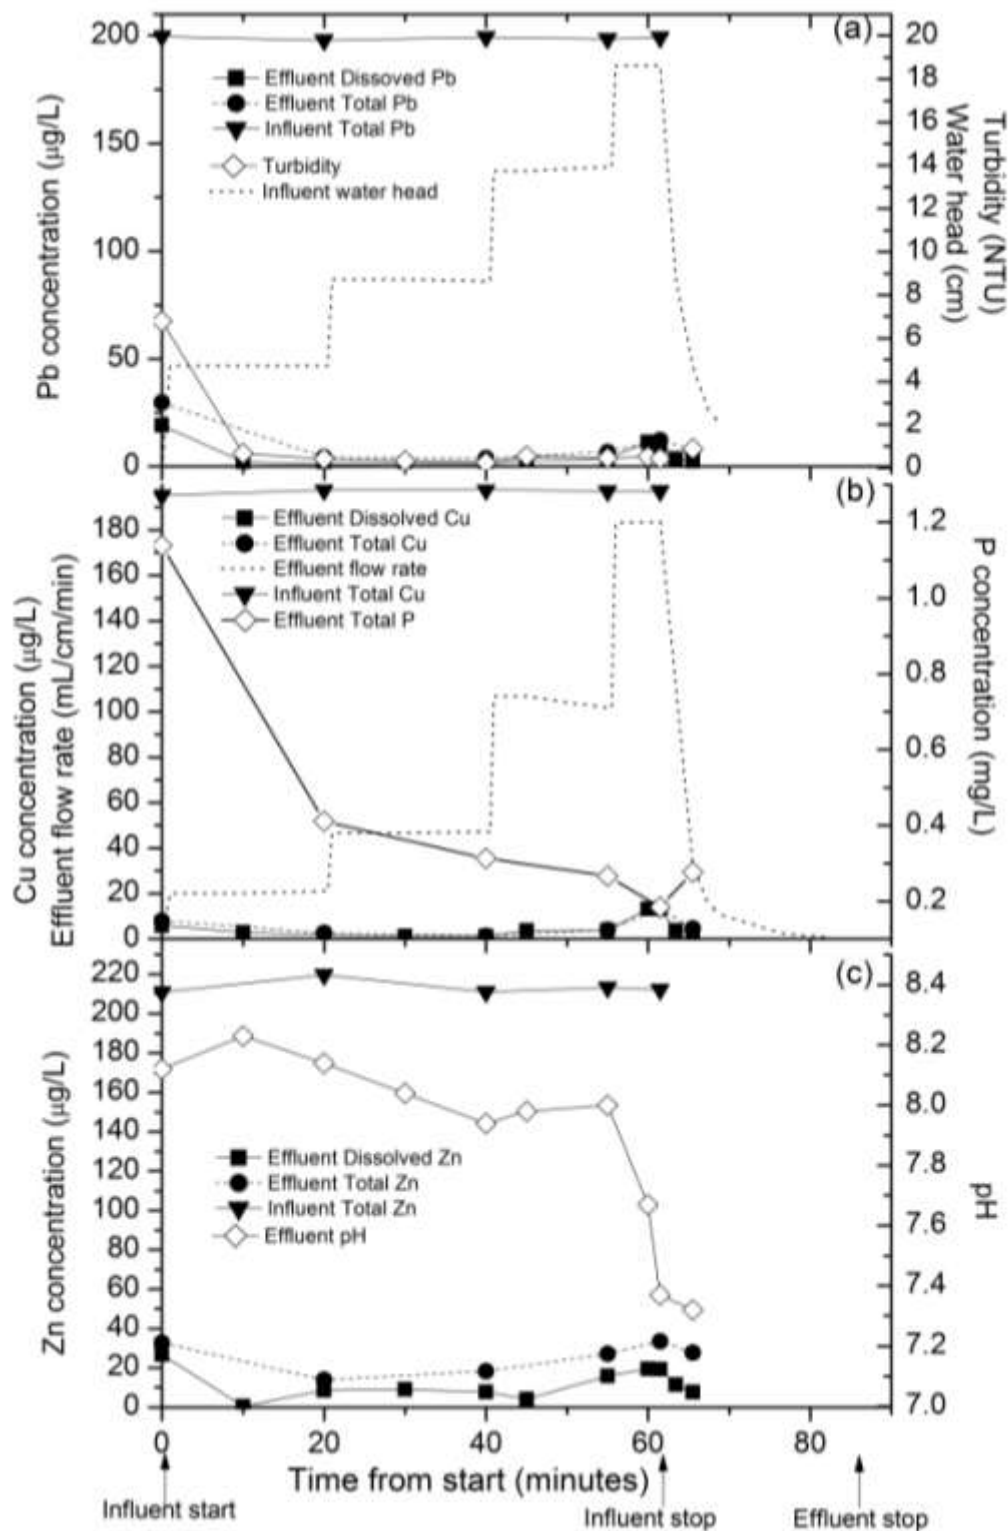 (a)
200
150
100
50
0
Pb concentration (µg/L)
Effluent Dissoved Pb
Effluent Total Pb
Influent Total Pb
Turbidity
Influent water head
20
18
16
14
12
10
8
6
4
2
0
Turbidity (NTU)
Water head (cm)
(b)
180
160
140
120
100
80
60
40
20
0
Cu concentration (µg/L)
Effluent flow rate (mL/cm/min)
Effluent Dissolved Cu
Effluent Total Cu
Effluent flow rate
Influent Total Cu
Effluent Total P
1.2
1.0
0.8
0.6
0.4
0.2
P concentration (mg/L)
(c)
220
200
180
160
140
120
100
80
60
40
20
0
Zn concentration (µg/L)
Effluent Dissolved Zn
Effluent Total Zn
Influent Total Zn
Effluent pH
8.4
8.2
8.0
7.8
7.6
7.4
7.2
7.0
pH
0 20 40 60 80
Time from start (minutes)
Influent start
Influent stop
Effluent stop